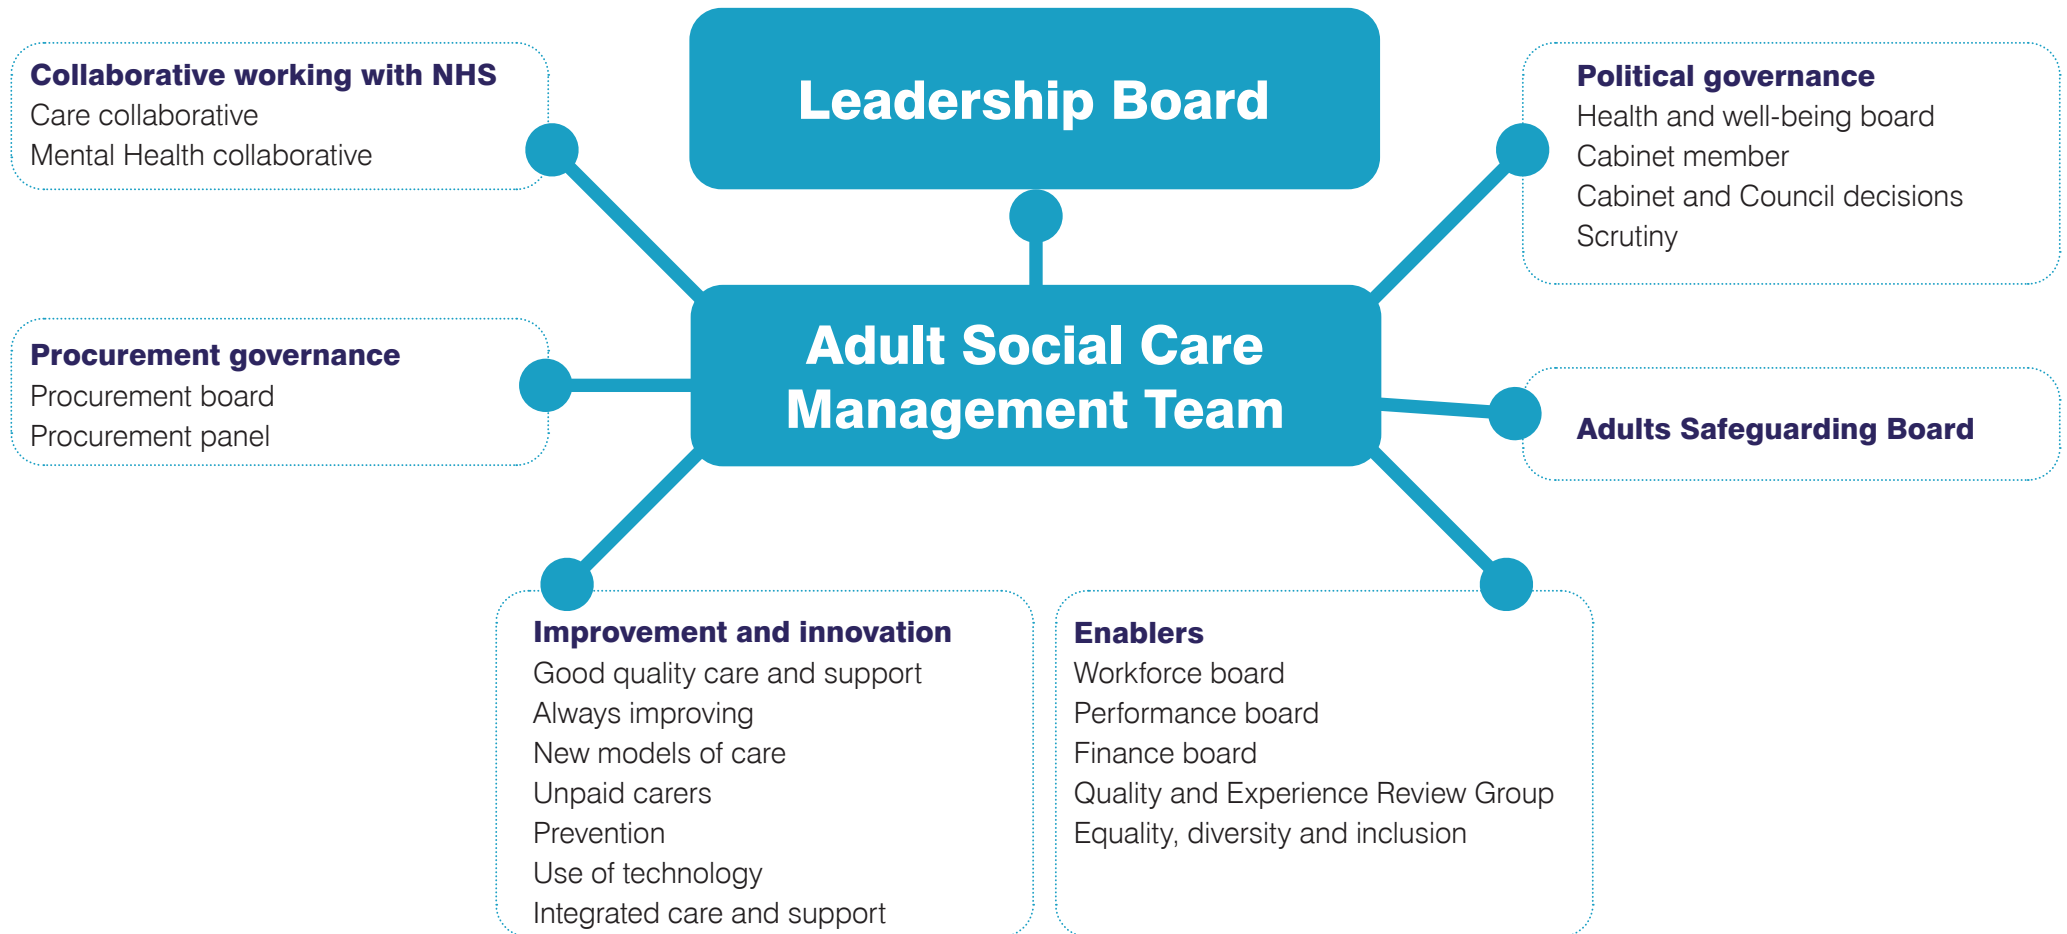 Leadership Board
Collaborative working with NHS
Care collaborative
Mental Health collaborative
Political governance
Health and well-being board
Cabinet member
Cabinet and Council decisions
Scrutiny
Procurement governance
Procurement board
Procurement panel
Adult Social Care
Management Team
Adults Safeguarding Board
Improvement and innovation
Good quality care and support
Always improving
New models of care
Unpaid carers
Prevention
Use of technology
Integrated care and support
Enablers
Workforce board
Performance board
Finance board
Quality and Experience Review Group
Equality, diversity and inclusion